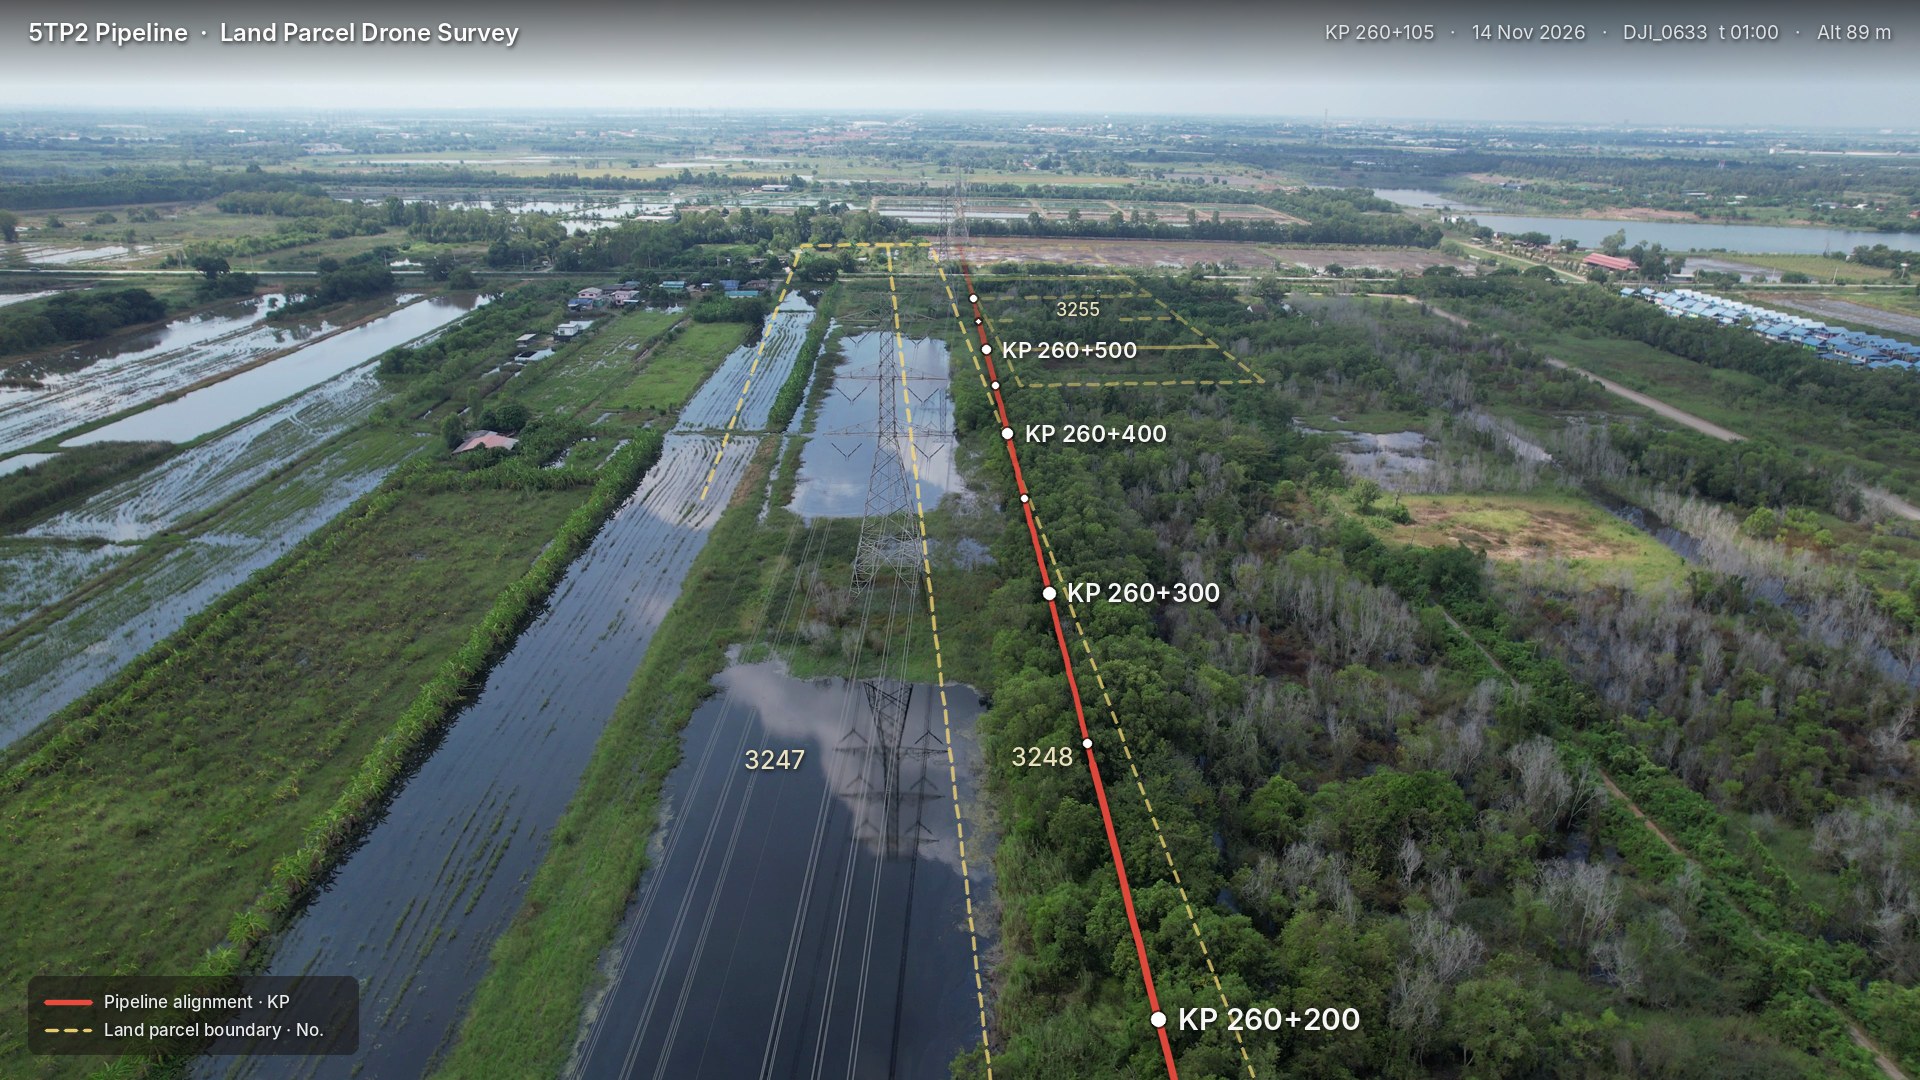 5TP2 Pipeline · Land Parcel Drone Survey
KP 260+105 · 14 Nov 2026 · DJI_0633 t 01:00 · Alt 89 m
3255
KP 260+500
KP 260+400
KP 260+300
3247
3248
KP 260+200
Pipeline alignment · KP
Land parcel boundary · No.